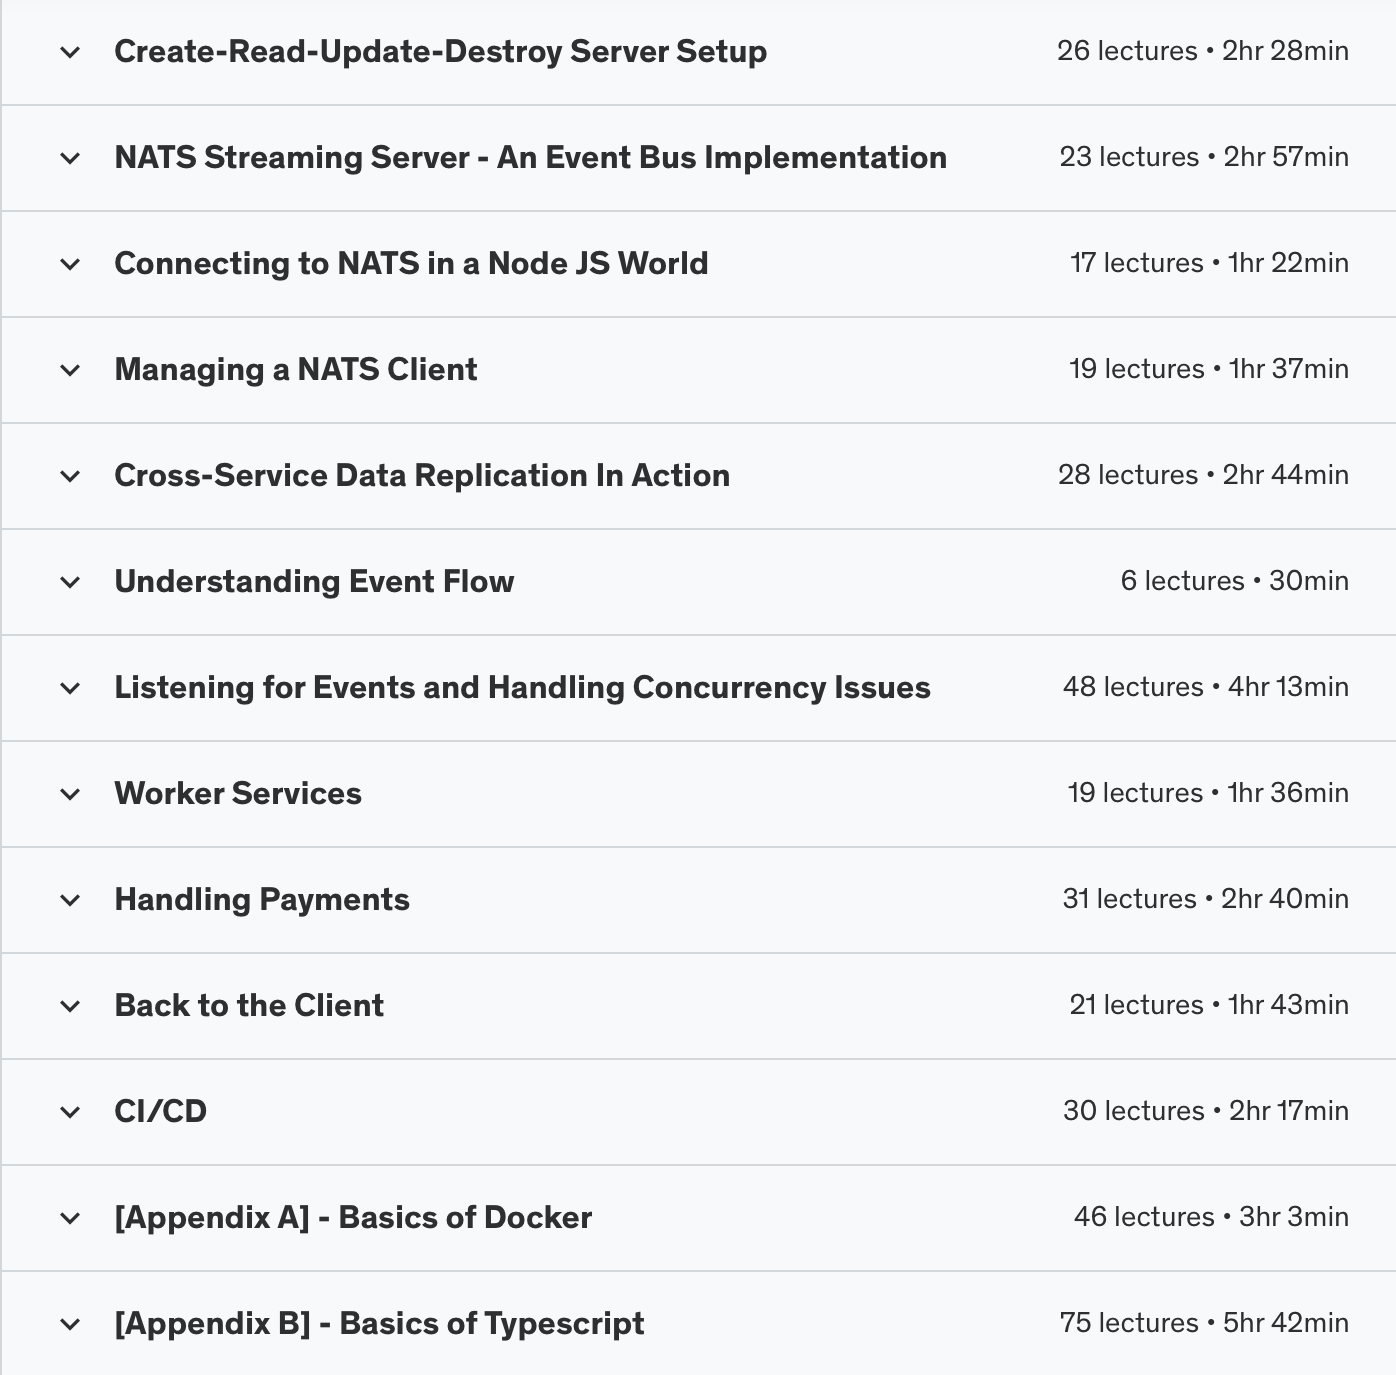 Create-Read-Update-Destroy Server Setup 26 lectures • 2hr 28min
NATS Streaming Server - An Event Bus Implementation 23 lectures • 2hr 57min
Connecting to NATS in a Node JS World 17 lectures • 1hr 22min
Managing a NATS Client 19 lectures • 1hr 37min
Cross-Service Data Replication In Action 28 lectures • 2hr 44min
Understanding Event Flow 6 lectures • 30min
Listening for Events and Handling Concurrency Issues 48 lectures • 4hr 13min
Worker Services 19 lectures • 1hr 36min
Handling Payments 31 lectures • 2hr 40min
Back to the Client 21 lectures • 1hr 43min
CI/CD 30 lectures • 2hr 17min
[Appendix A] - Basics of Docker 46 lectures • 3hr 3min
[Appendix B] - Basics of Typescript 75 lectures • 5hr 42min